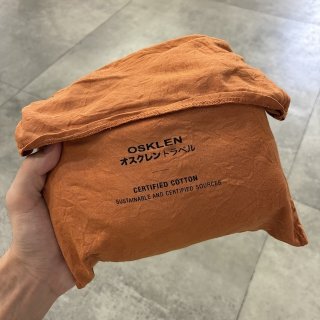 OSKLEN
オスクレントラベル
CERTIFIED COTTON
SUSTAINABLE AND CERTIFIED SOURCES